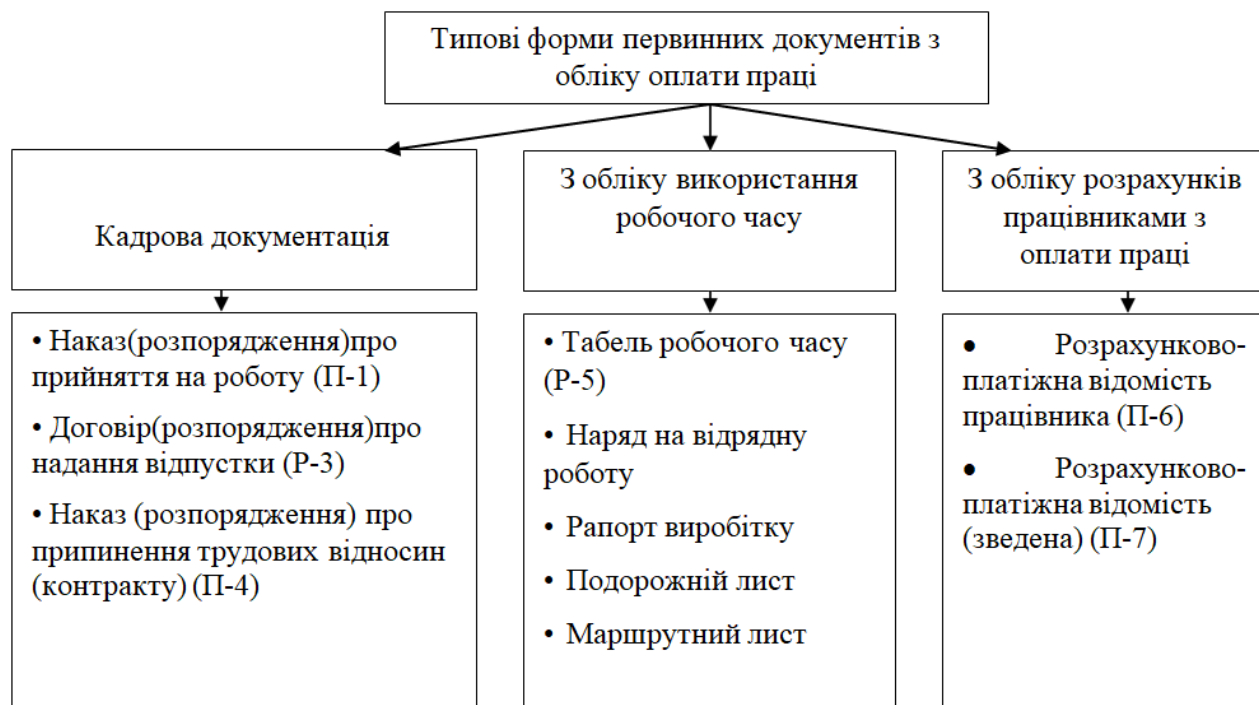 Типові форми первинних документів з
обліку оплати праці
Кадрова документація
З обліку використання
робочого часу
З обліку розрахунків
працівниками з
оплати праці
• Наказ(розпорядження)про
прийняття на роботу (П-1)
• Договір(розпорядження)про
надання відпустки (Р-3)
• Наказ (розпорядження) про
припинення трудових відносин
(контракту) (П-4)
• Табель робочого часу
(Р-5)
• Наряд на відрядну
роботу
• Рапорт виробітку
• Подорожній лист
• Маршрутний лист
• Розрахунково-
платіжна відомість
працівника (П-6)
• Розрахунково-
платіжна відомість
(зведена) (П-7)